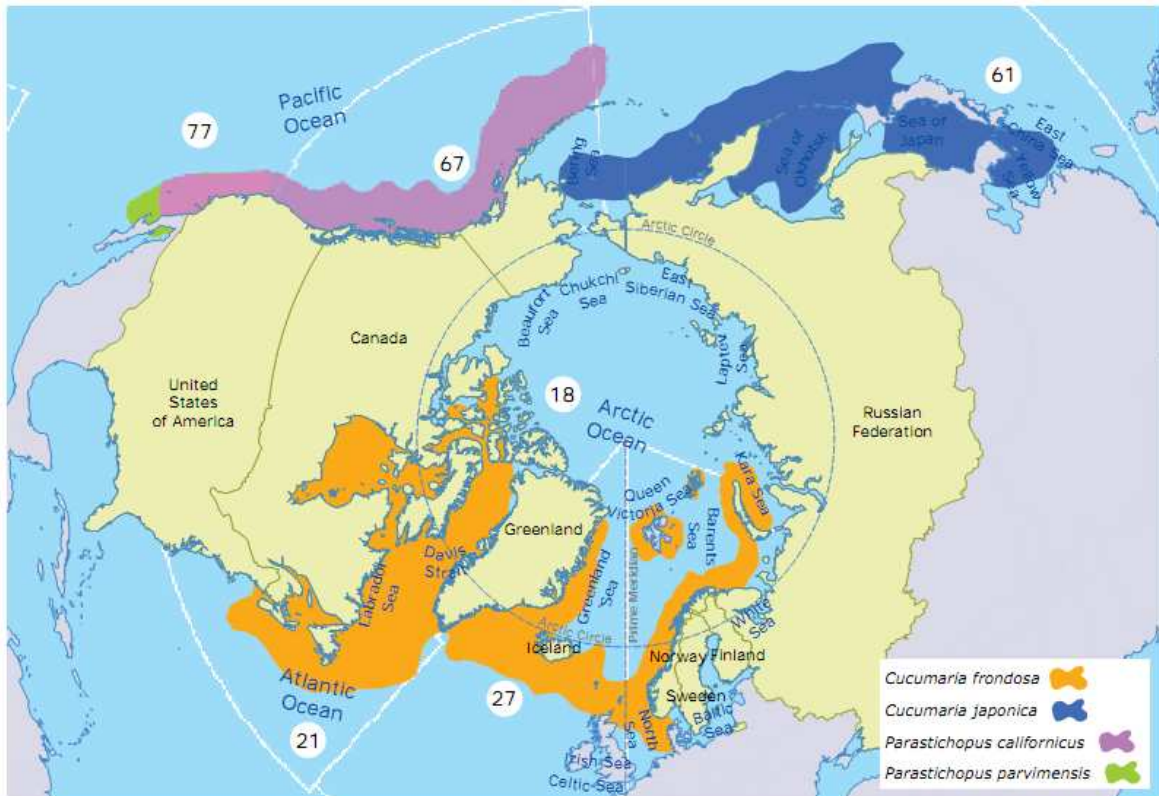 61
Pacific
Ocean
77
67
Bering
Sea
Sea of
Okhotsk
Sea of
Japan
East
China Sea
Yellow
Sea
Arctic Circle
Chukchi
Sea
East
Siberian Sea
Beaufort
Sea
Laptev
Sea
Canada
United
States
of America
18
Arctic
Ocean
Russian
Federation
Kara Sea
Queen
Victoria Sea
Barents
Sea
Greenland
Davis
Strait
Labrador
Sea
Greenland
Sea
Prime Meridian
White
Sea
Arctic Circle
Iceland
Norway
Finland
Sweden
Baltic
Sea
North
Sea
Atlantic
Ocean
27
21
Irish Sea
Celtic Sea
Cucumaria frondosa
Cucumaria japonica
Parastichopus californicus
Parastichopus parvimensis